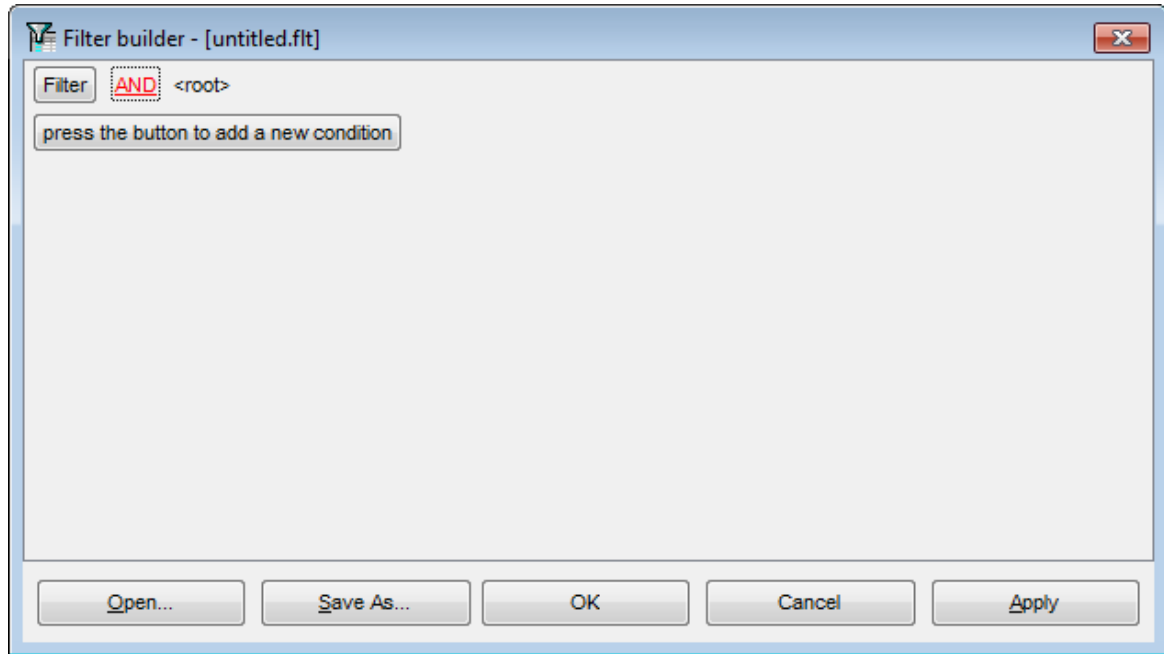 Filter builder - [untitled.flt]
Filter AND <root>
press the button to add a new condition
Open... Save As... OK Cancel Apply